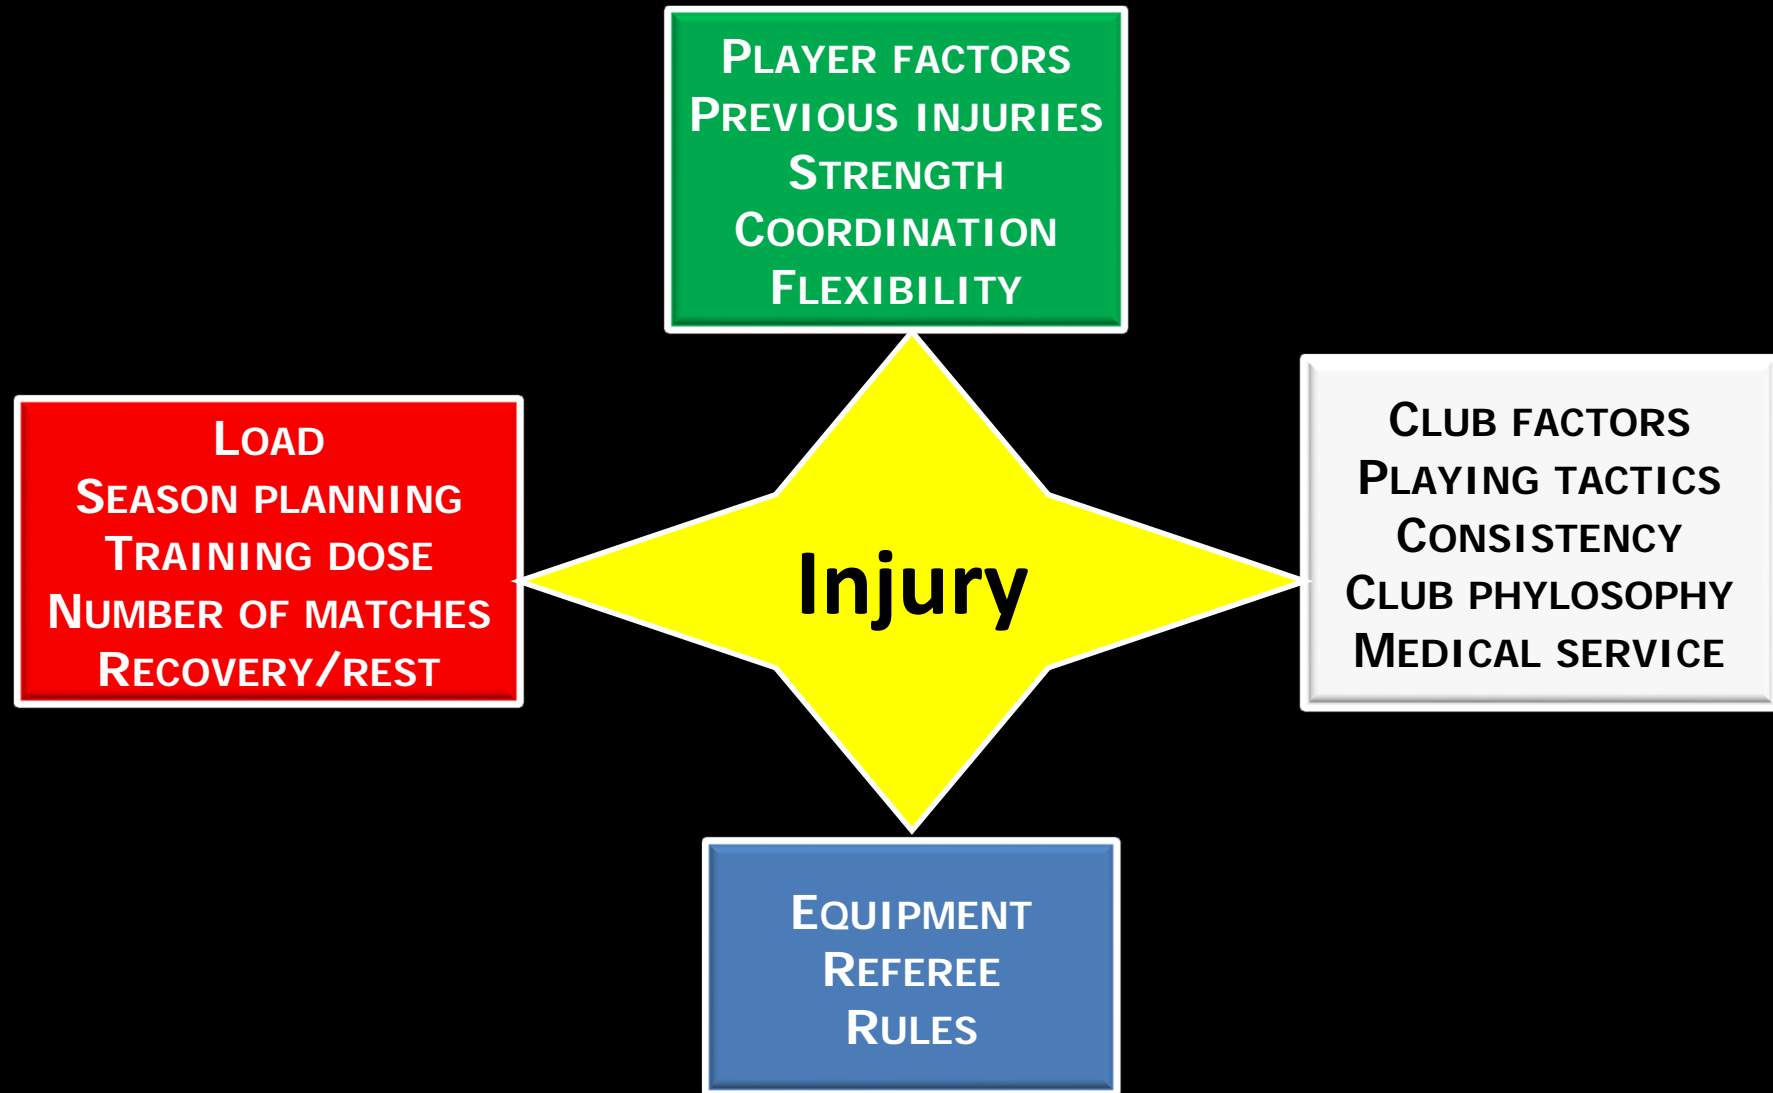 PLAYER FACTORS
PREVIOUS INJURIES
STRENGTH
COORDINATION
FLEXIBILITY
LOAD
SEASON PLANNING
TRAINING DOSE
NUMBER OF MATCHES
RECOVERY/REST
Injury
CLUB FACTORS
PLAYING TACTICS
CONSISTENCY
CLUB PHYLOSOPHY
MEDICAL SERVICE
EQUIPMENT
REFEREE
RULES